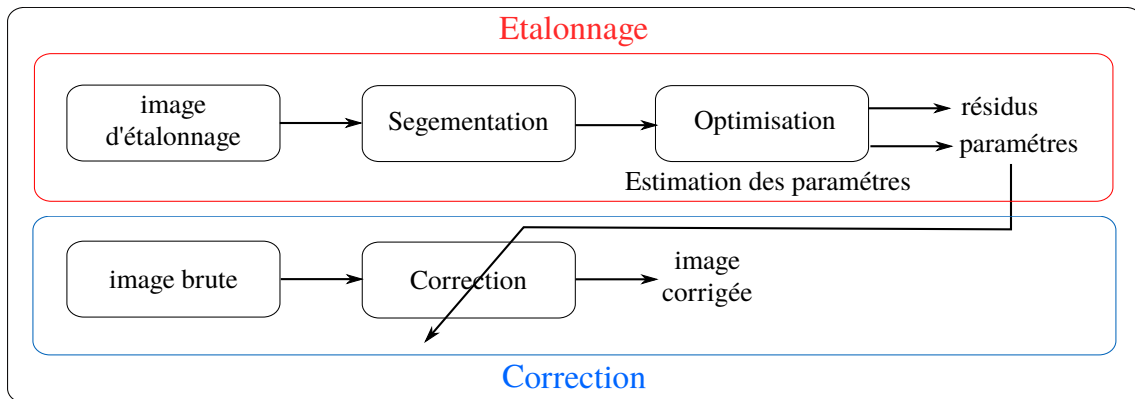 Etalonnage
image
d'étalonnage
Segementation
Optimisation
résidus
paramétres
Estimation des paramétres
image brute
Correction
image
corrigée
Correction